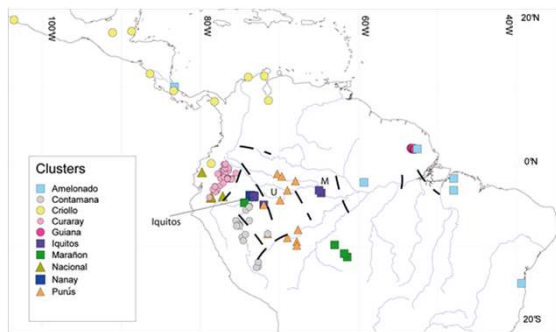 100°W
80°W
60°W
40°W
20°N
0°N
M
U
Iquitos
Clusters
Amelonado
Contamana
Criollo
Curaray
Guiana
Iquitos
Marañon
Nacional
Nanay
Purús
20°S